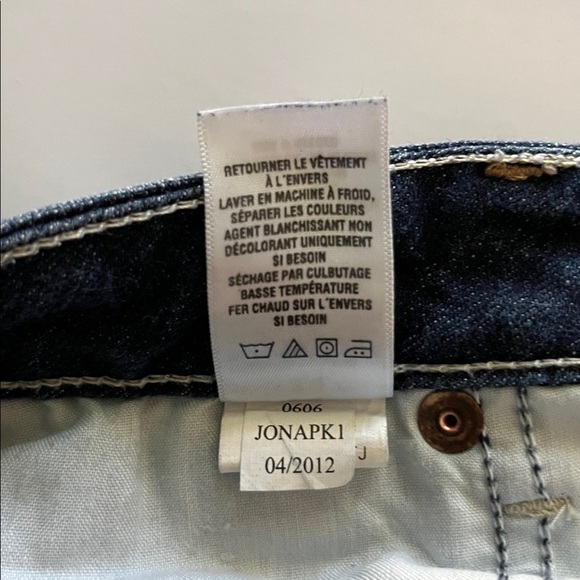 RETOURNER LE VÊTEMENT
À L'ENVERS
LAVER EN MACHINE À FROID,
SÉPARER LES COULEURS
AGENT BLANCHISSANT NON
DÉCOLORANT UNIQUEMENT
SI BESOIN
SÉCHAGE PAR CULBUTAGE
BASSE TEMPÉRATURE
FER CHAUD SUR L'ENVERS
SI BESOIN
0606
JONAPK1
04/2012
J